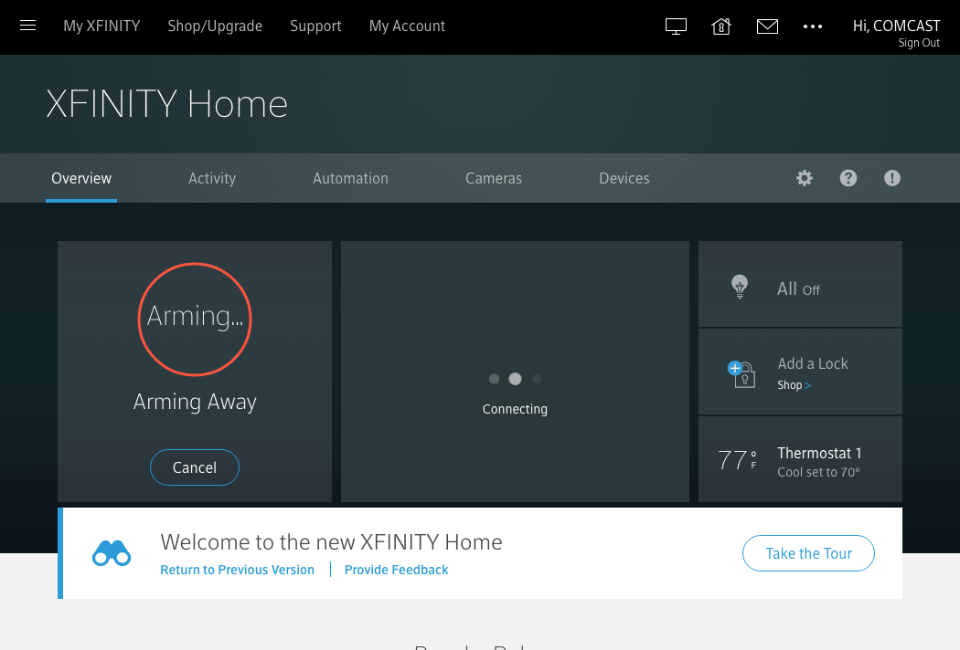 My XFINITY Shop/Upgrade Support My Account Hi, COMCAST
Sign Out
XFINITY Home
Overview Activity Automation Cameras Devices
Arming...
Arming Away
Cancel
Connecting
All Off
Add a Lock
Shop >
77° F
Thermostat 1
Cool set to 70°
Welcome to the new XFINITY Home
Return to Previous Version | Provide Feedback
Take the Tour